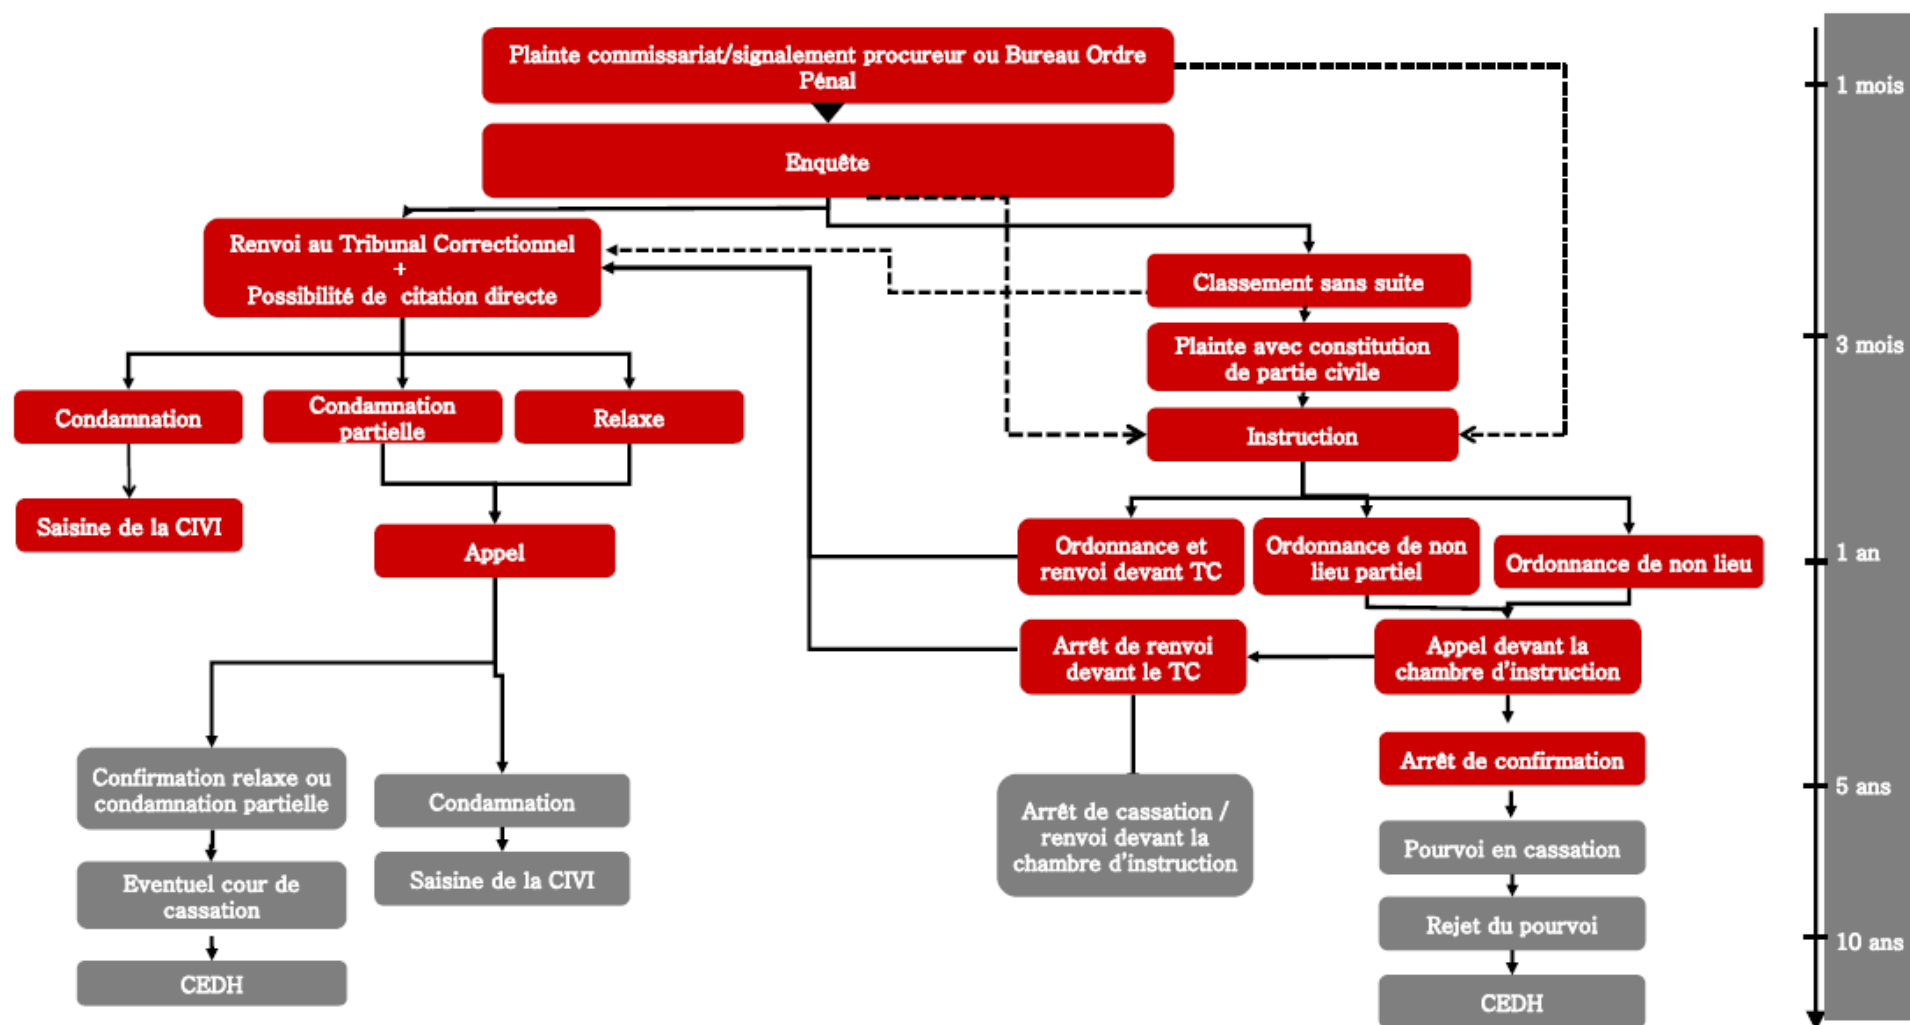 Plainte commissariat/signalement procureur ou Bureau Ordre
Pénal
1 mois
Enquête
Renvoi au Tribunal Correctionnel
+
Possibilité de citation directe
Classement sans suite
Plainte avec constitution
de partie civile
3 mois
Condamnation
Condamnation
partielle
Relaxe
Instruction
Saisine de la CIVI
Appel
Ordonnance et
renvoi devant TC
Ordonnance de non
lieu partiel
Ordonnance de non lieu
1 an
Arrêt de renvoi
devant le TC
Appel devant la
chambre d'instruction
Arrêt de confirmation
Confirmation relaxe ou
condamnation partielle
Condamnation
Arrêt de cassation /
renvoi devant la
chambre d'instruction
5 ans
Pourvoi en cassation
Eventuel cour de
cassation
Saisine de la CIVI
Rejet du pourvoi
10 ans
CEDH
CEDH